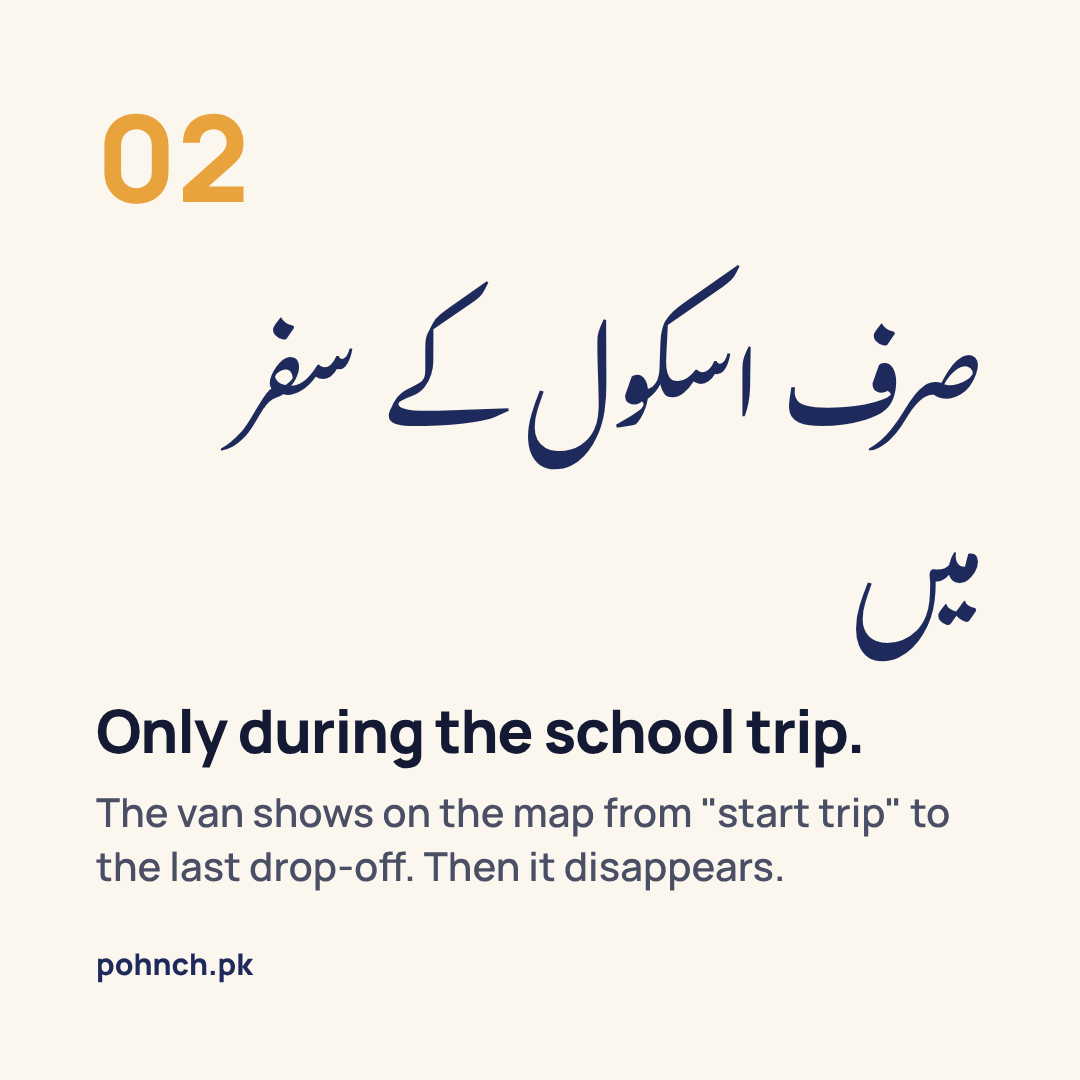 02
صرف اسکول کے سفر
میں
Only during the school trip.
The van shows on the map from "start trip" to
the last drop-off. Then it disappears.
pohnch.pk